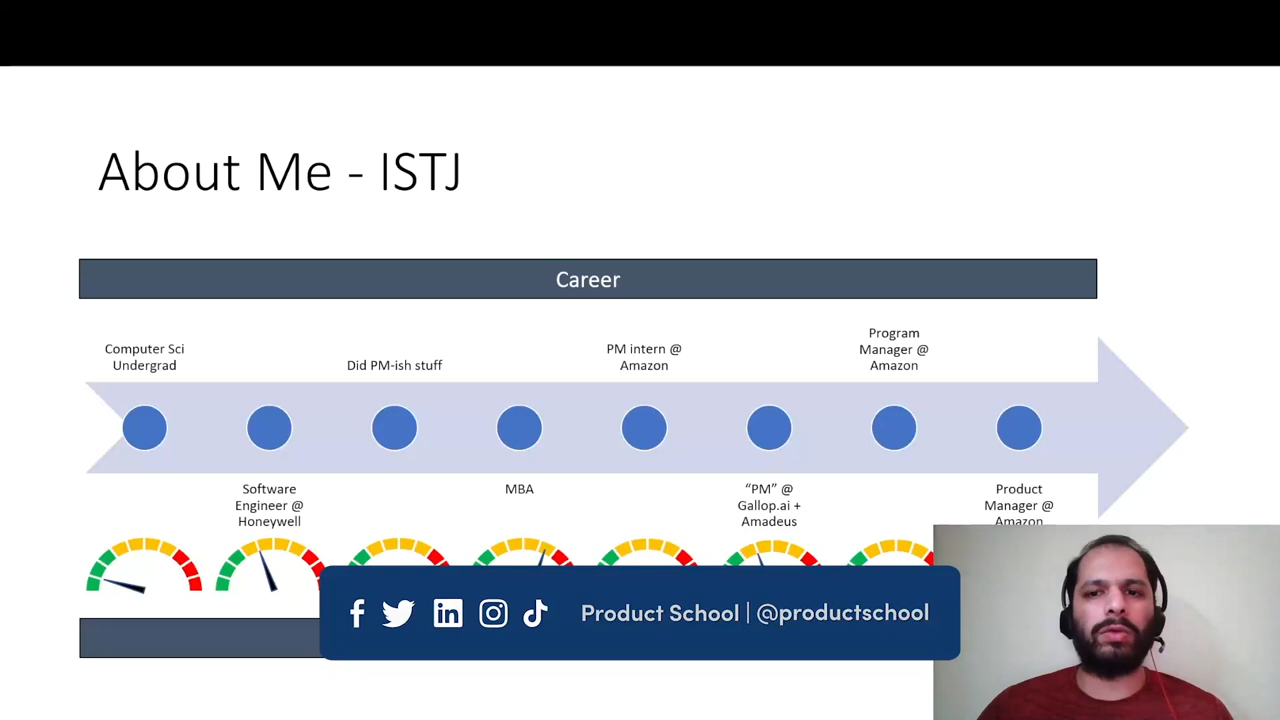 About Me - ISTJ
Career
Computer Sci
Undergrad
Did PM-ish stuff
PM intern @
Amazon
Program
Manager @
Amazon
Software
Engineer @
Honeywell
MBA
“PM” @
Gallop.ai +
Amadeus
Product
Manager @
Amazon
Product School | @productschool